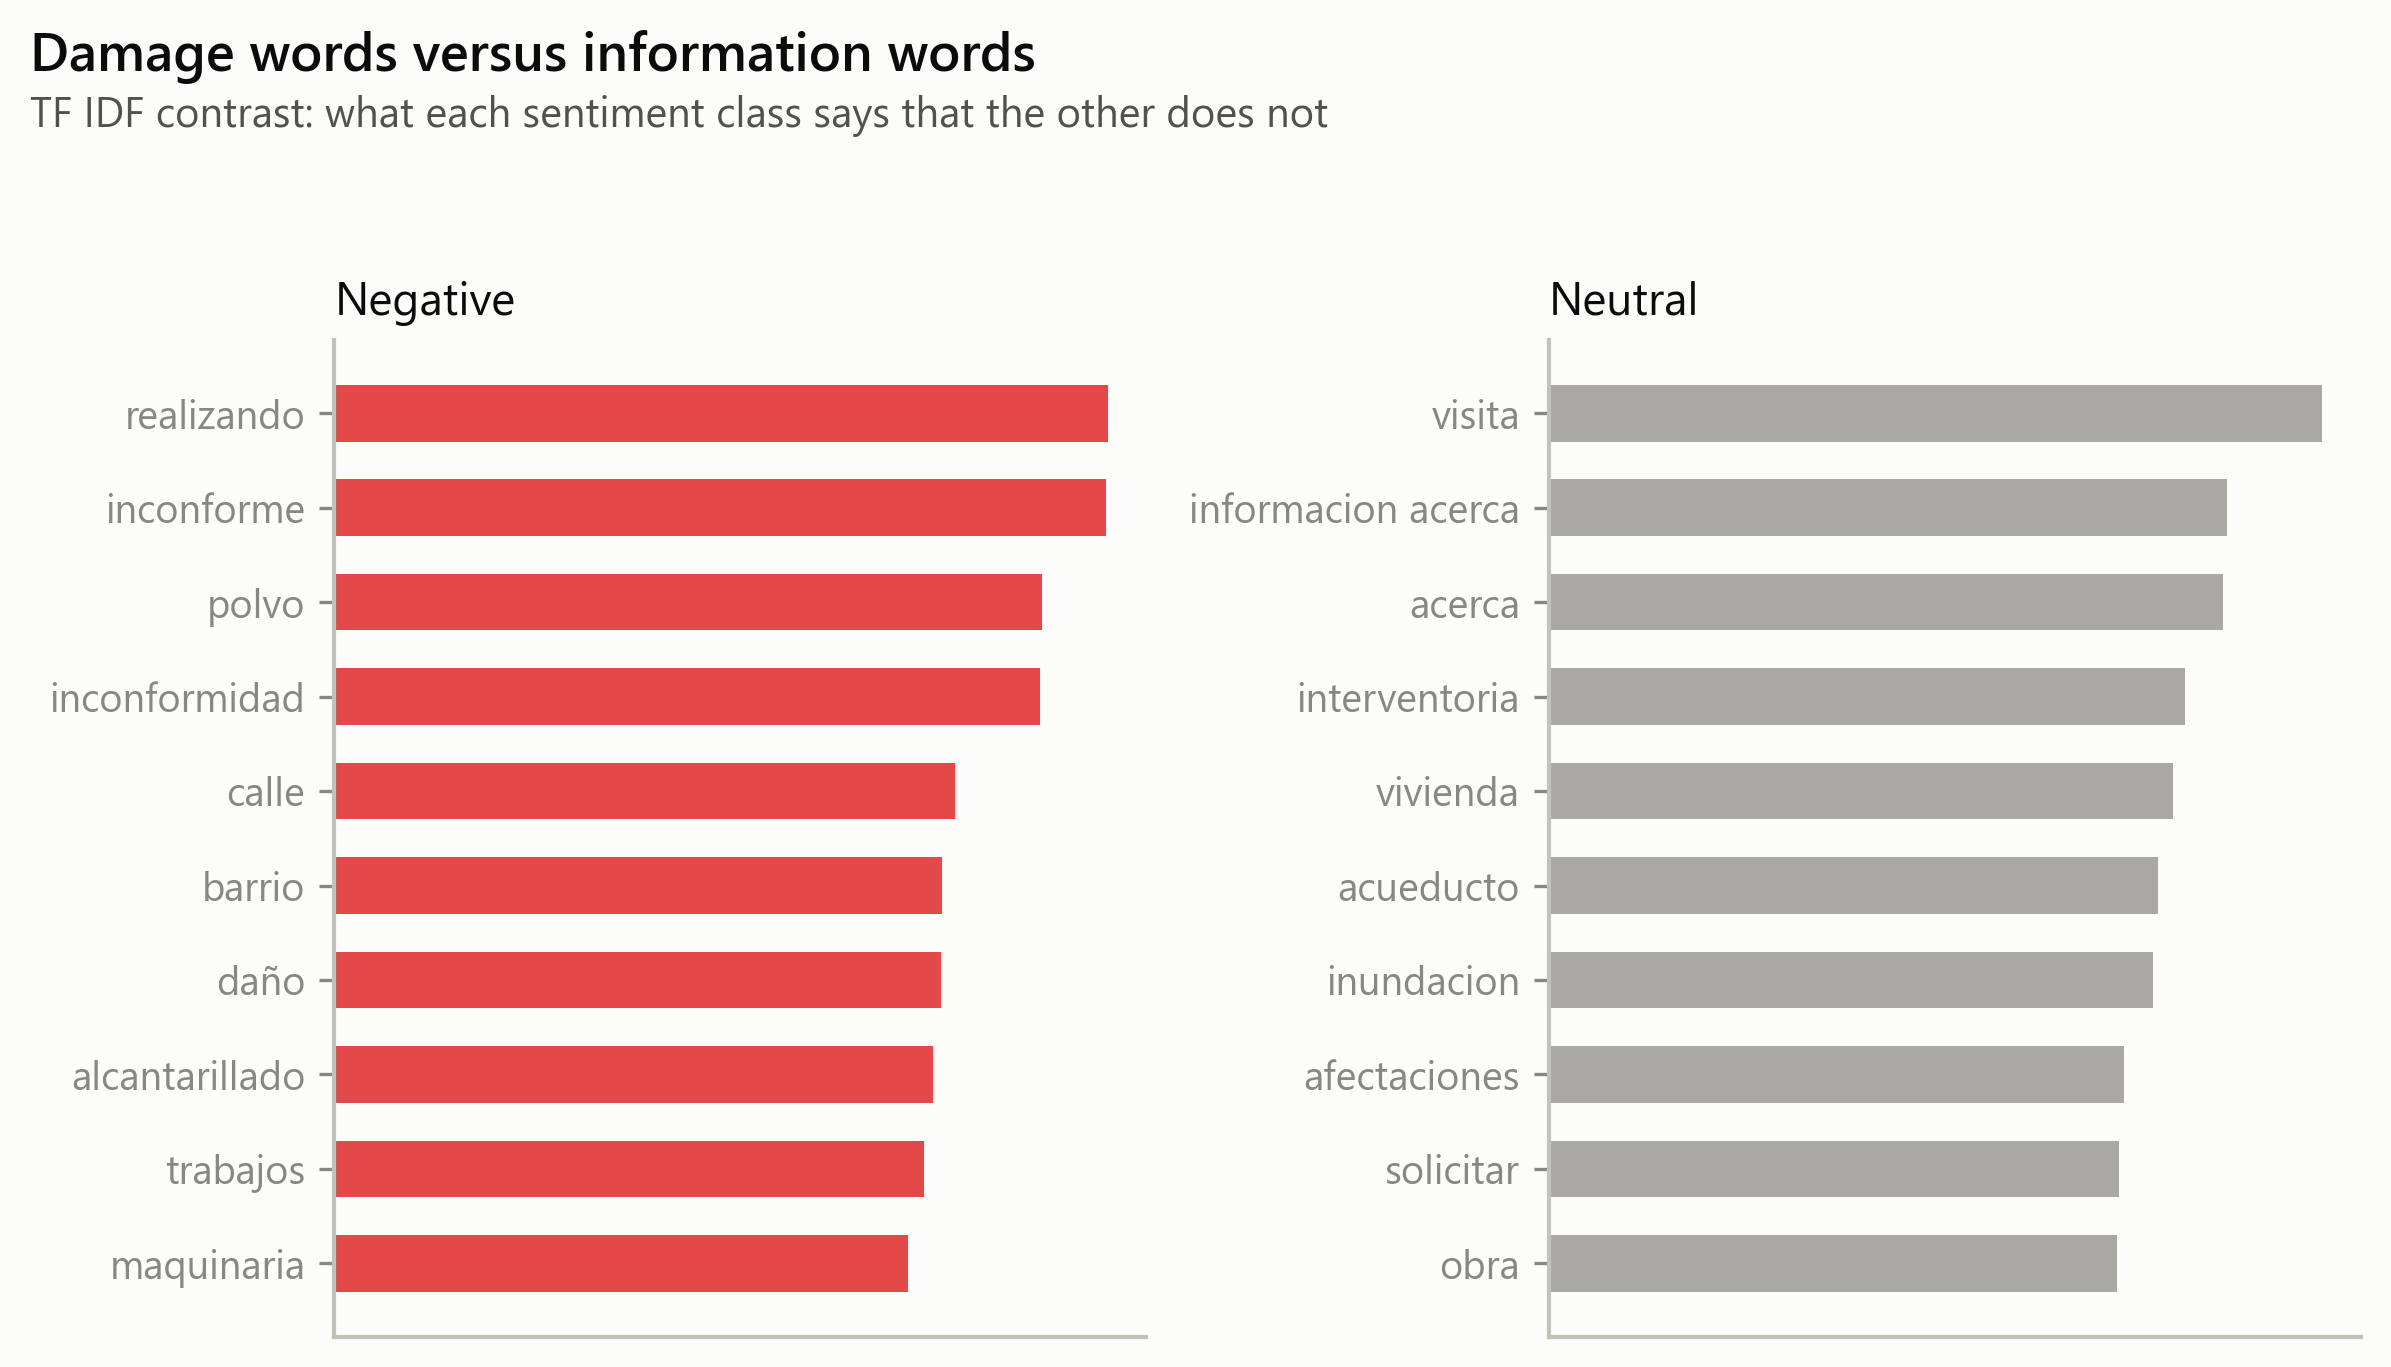 Damage words versus information words
TF IDF contrast: what each sentiment class says that the other does not
Negative
realizando
inconforme
polvo
inconformidad
calle
barrio
daño
alcantarillado
trabajos
maquinaria
Neutral
visita
informacion acerca
acerca
interventoria
vivienda
acueducto
inundacion
afectaciones
solicitar
obra